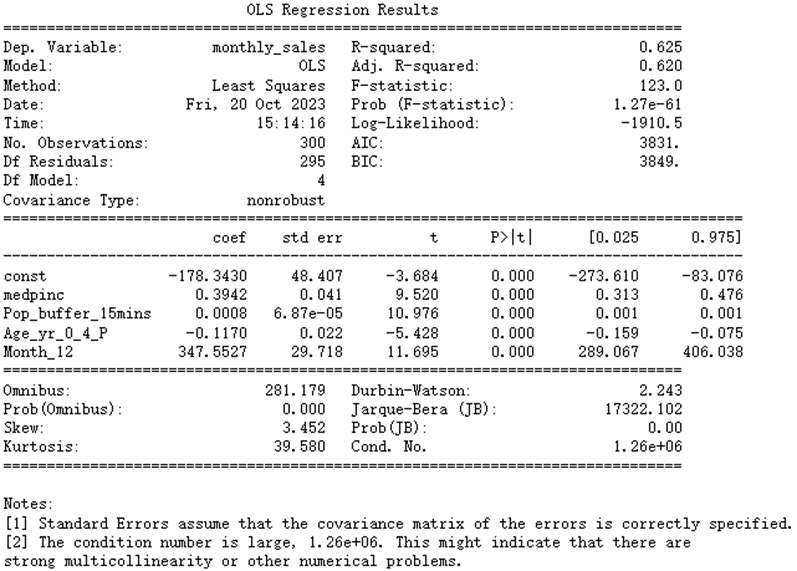 OLS Regression Results
==============================================================================
Dep. Variable: monthly_sales R-squared: 0.625
Model: OLS Adj. R-squared: 0.620
Method: Least Squares F-statistic: 123.0
Date: Fri, 20 Oct 2023 Prob (F-statistic): 1.27e-61
Time: 15:14:16 Log-Likelihood: -1910.5
No. Observations: 300 AIC: 3831.
Df Residuals: 295 BIC: 3849.
Df Model: 4
Covariance Type: nonrobust
=====================================================================================
coef std err t P>|t| [0.025 0.975]
-------------------------------------------------------------------------------------
const -178.3430 48.407 -3.684 0.000 -273.610 -83.076
medpinc 0.3942 0.041 9.520 0.000 0.313 0.476
Pop_buffer_15mins 0.0008 6.87e-05 10.976 0.000 0.001 0.001
Age_yr_0_4_P -0.1170 0.022 -5.428 0.000 -0.159 -0.075
Month_12 347.5527 29.718 11.695 0.000 289.067 406.038
==============================================================================
Omnibus: 281.179 Durbin-Watson: 2.243
Prob(Omnibus): 0.000 Jarque-Bera (JB): 17322.102
Skew: 3.452 Prob(JB): 0.00
Kurtosis: 39.580 Cond. No. 1.26e+06
==============================================================================
Notes:
[1] Standard Errors assume that the covariance matrix of the errors is correctly specified.
[2] The condition number is large, 1.26e+06. This might indicate that there are
strong multicollinearity or other numerical problems.